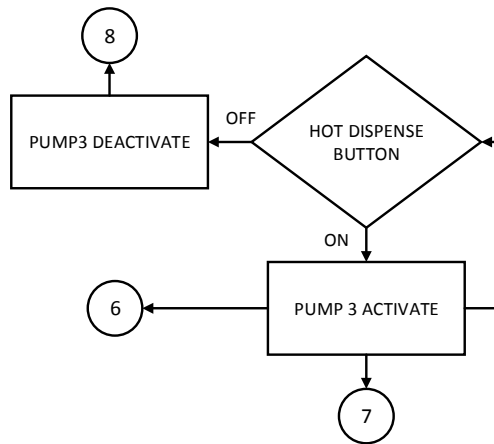 8
OFF
PUMP3 DEACTIVATE
HOT DISPENSE
BUTTON
ON
6
PUMP 3 ACTIVATE
7